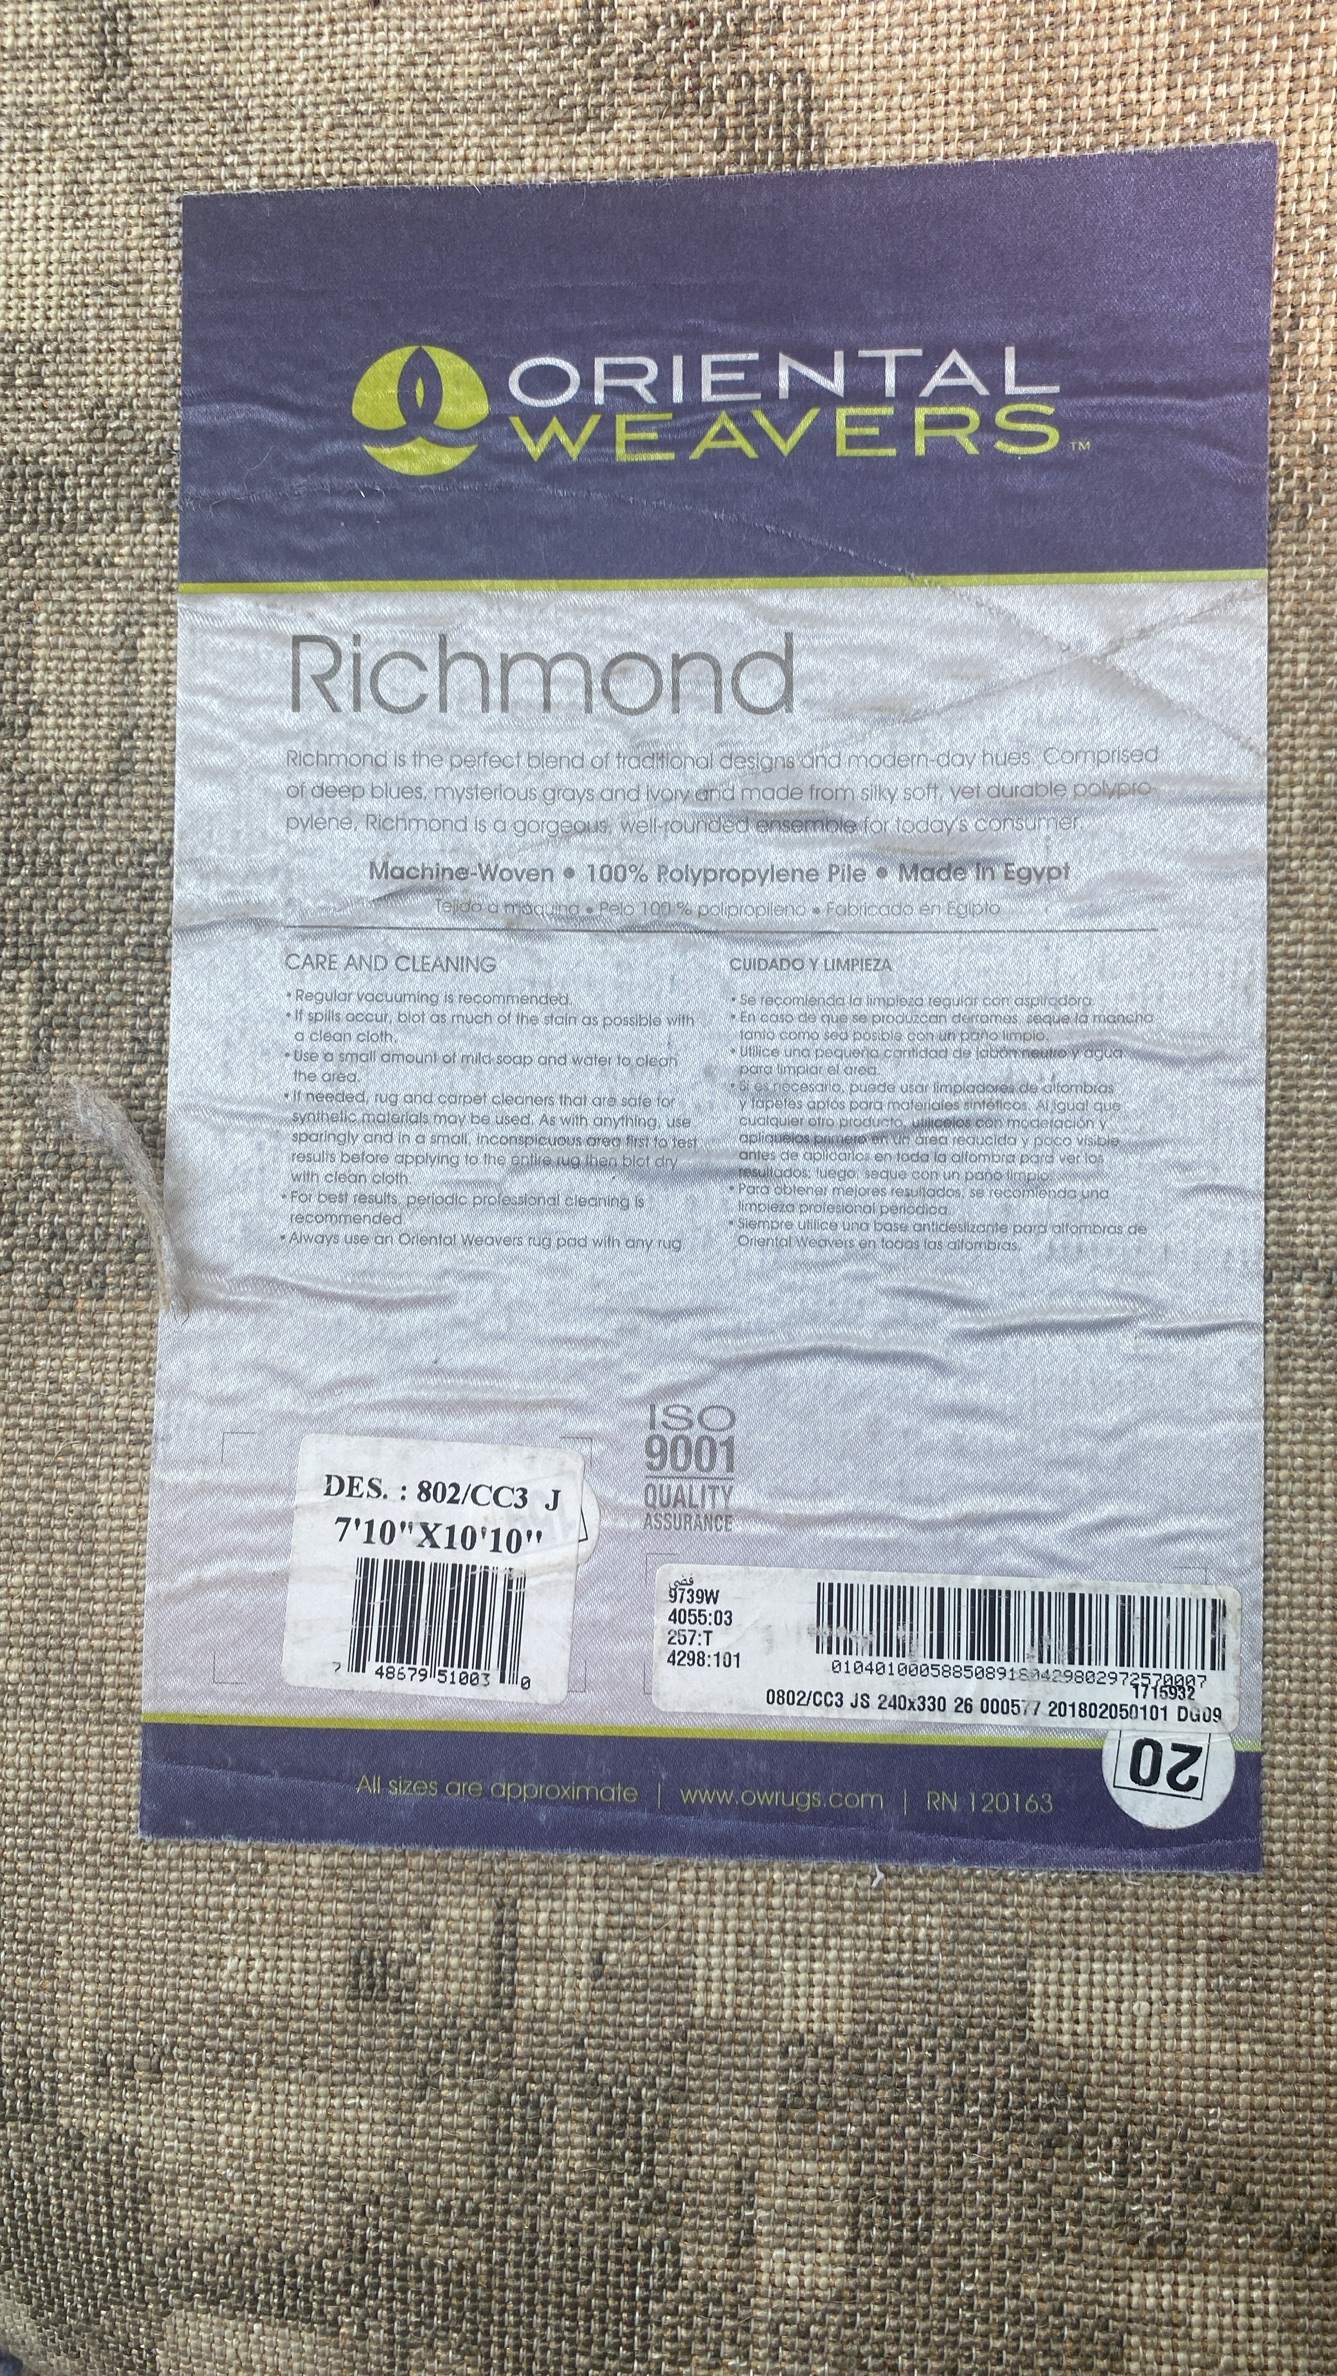 ORIENTAL
WEAVERS™
Richmond
Richmond is the perfect blend of traditional designs and modern-day hues. Comprised
of deep blues, mysterious grays and ivory and made from silky soft, yet durable polypro-
pylene, Richmond is a gorgeous, well-rounded ensemble for today's consumer.
Machine-Woven • 100% Polypropylene Pile • Made in Egypt
Tejido a máquina • Pelo 100 % polipropileno • Fabricado en Egipto
CARE AND CLEANING
• Regular vacuuming is recommended.
• If spills occur, blot as much of the stain as possible with
a clean cloth.
• Use a small amount of mild soap and water to clean
the area.
• If needed, rug and carpet cleaners that are safe for
synthetic materials may be used. As with anything, use
sparingly and in a small, inconspicuous area first to test
results before applying to the entire rug then blot dry
with clean cloth.
• For best results, periodic professional cleaning is
recommended.
• Always use an Oriental Weavers rug pad with any rug.
CUIDADO Y LIMPIEZA
• Se recomienda la limpieza regular con aspiradora.
• En caso de que se produzcan derrames, seque la mancha
tanto como sea posible con un paño limpio.
• Utilice una pequeña cantidad de jabón neutro y agua
para limpiar el área.
• Si es necesario, puede usar limpiadores de alfombras
y tapetes aptos para materiales sintéticos. Al igual que
cualquier otro producto, utilícelos con moderación y
aplíquelos primero en un área reducida y poco visible
antes de aplicarlos en toda la alfombra para ver los
resultados; luego, seque con un paño limpio.
• Para obtener mejores resultados, se recomienda una
limpieza profesional periódica.
• Siempre utilice una base antideslizante para alfombras de
Oriental Weavers en todas las alfombras.
ISO
9001
QUALITY
ASSURANCE
DES. : 802/CC3 J
7'10"X10'10"
7 48679 51003 0
فضي
9739W
4055:03
257:T
4298:101
0104010005885089180429802972570007
1715932
0802/CC3 JS 240x330 26 000577 201802050101 DG09
20
All sizes are approximate | www.owrugs.com | RN 120163